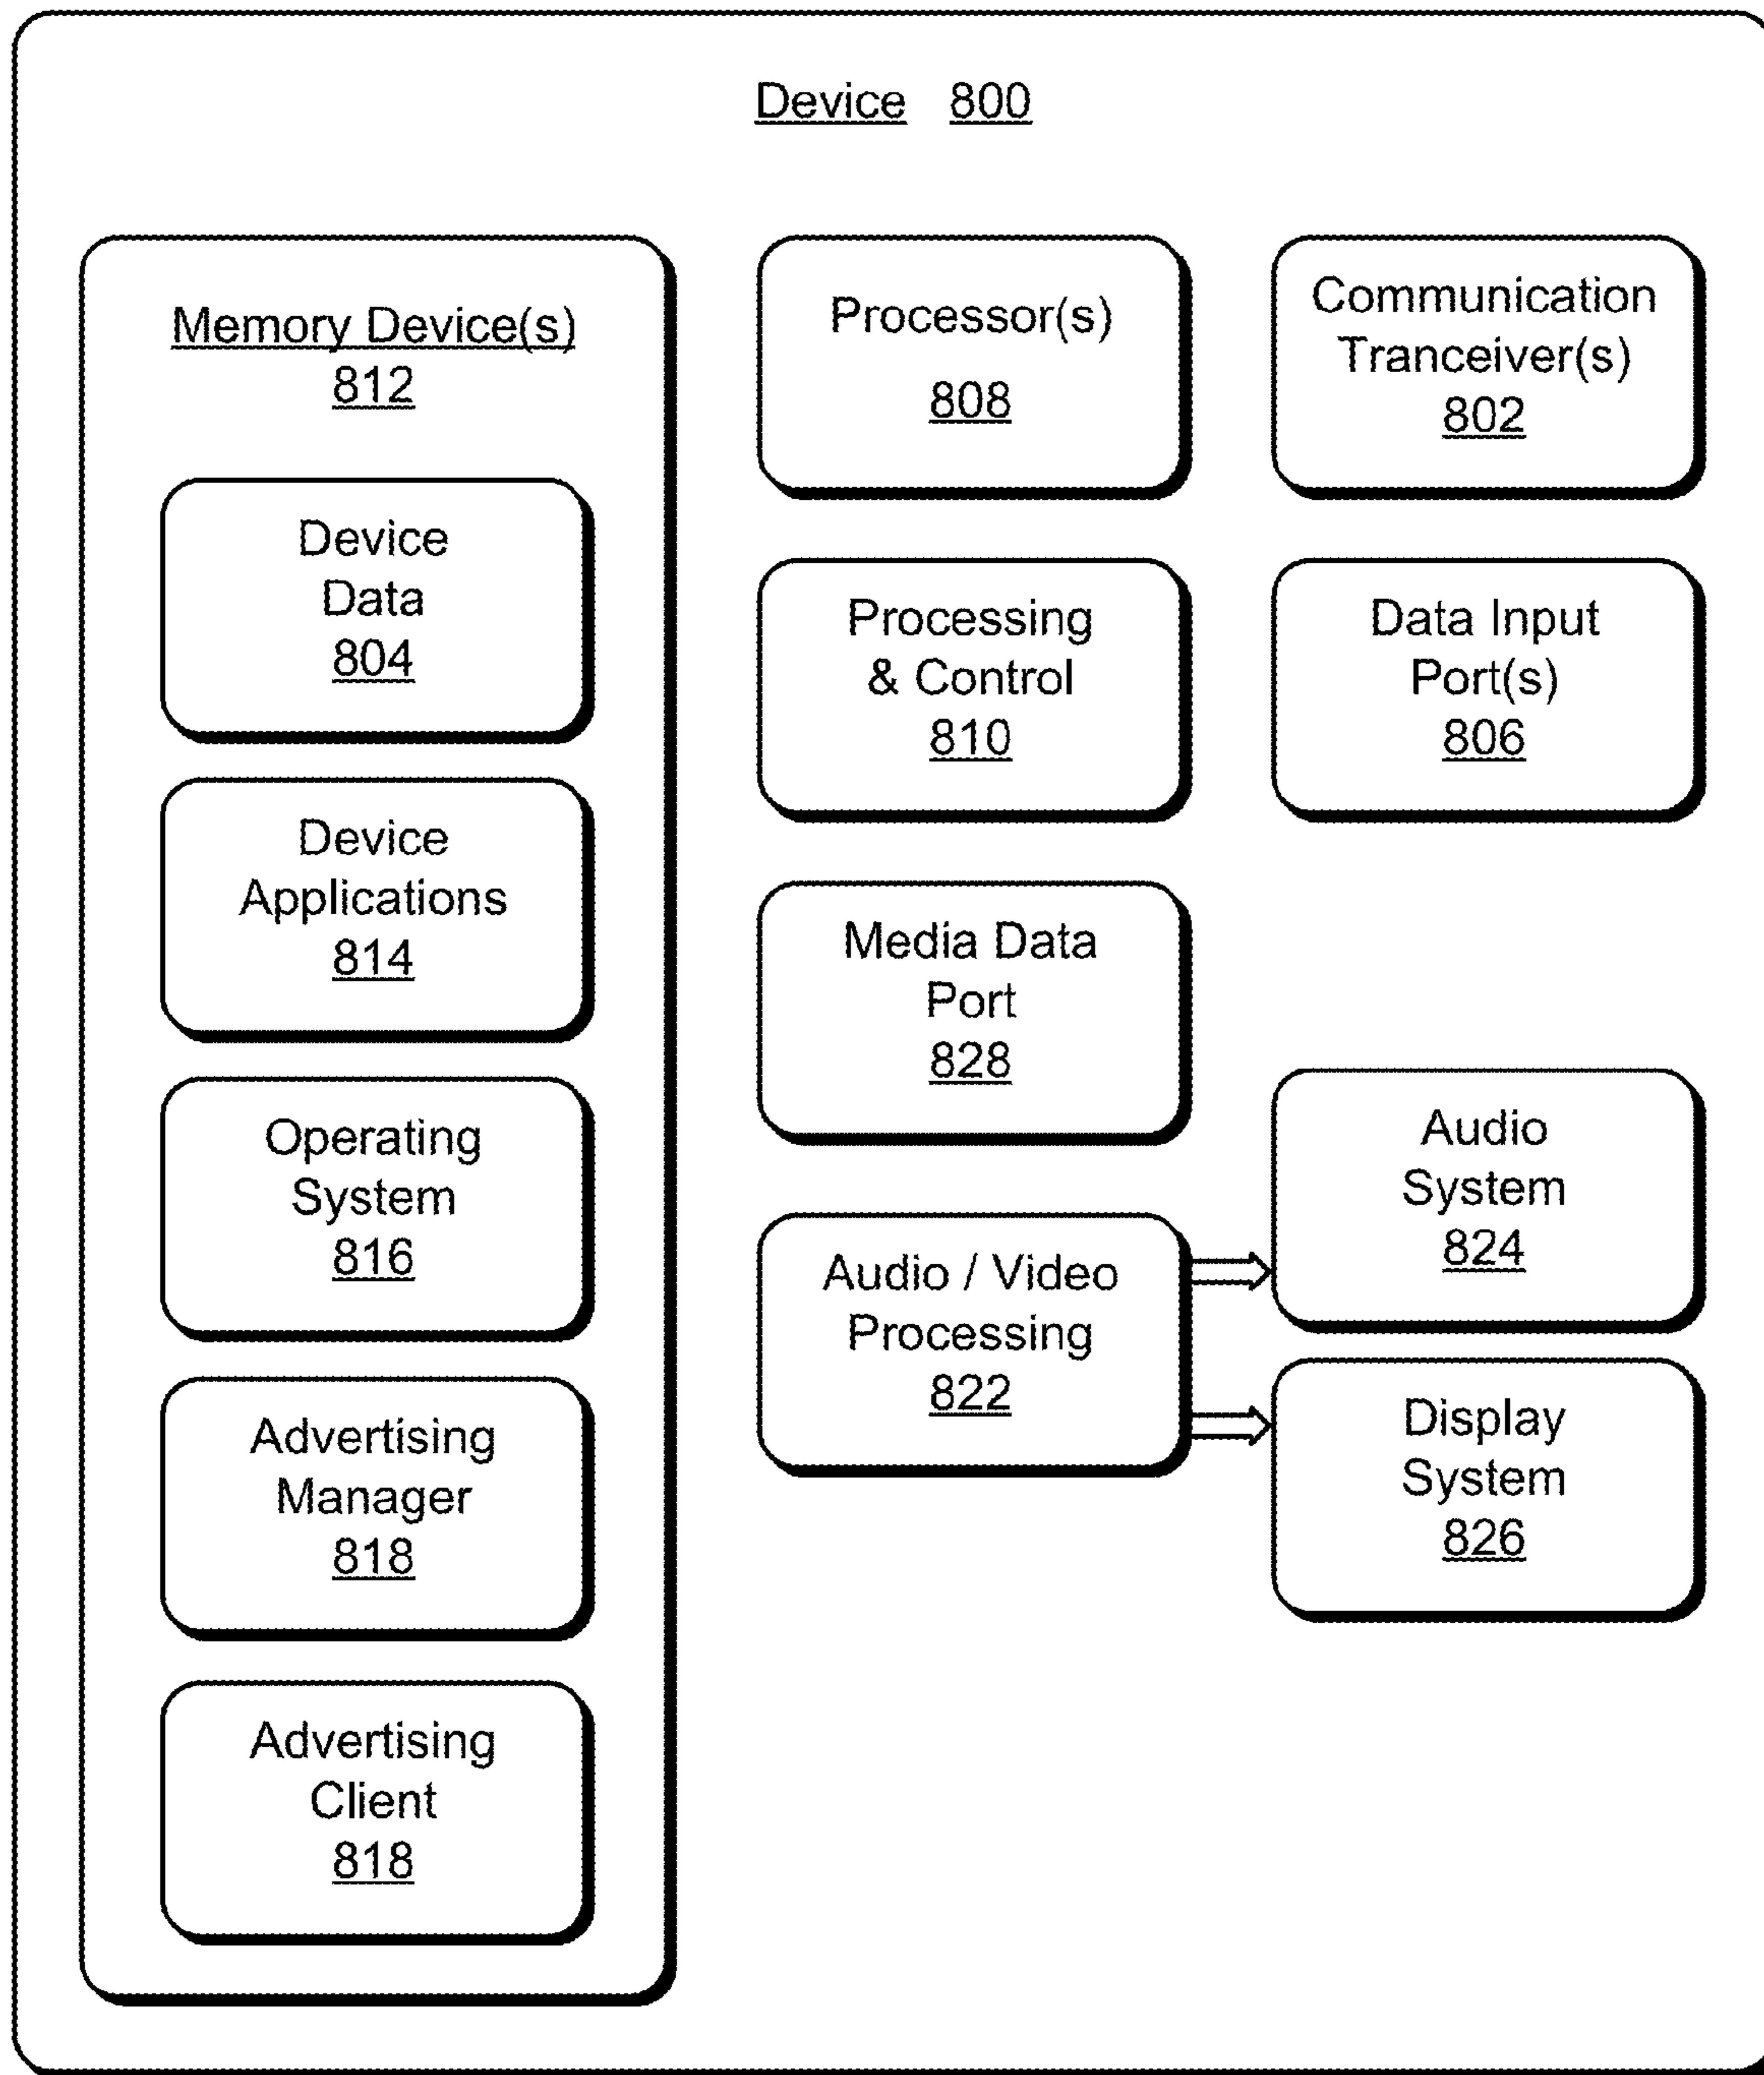 Device 800
Memory Device(s)
812
Device
Data
804
Device
Applications
814
Operating
System
816
Advertising
Manager
818
Advertising
Client
818
Processor(s)
808
Processing
& Control
810
Media Data
Port
828
Audio / Video
Processing
822
Communication
Tranceiver(s)
802
Data Input
Port(s)
806
Audio
System
824
Display
System
826